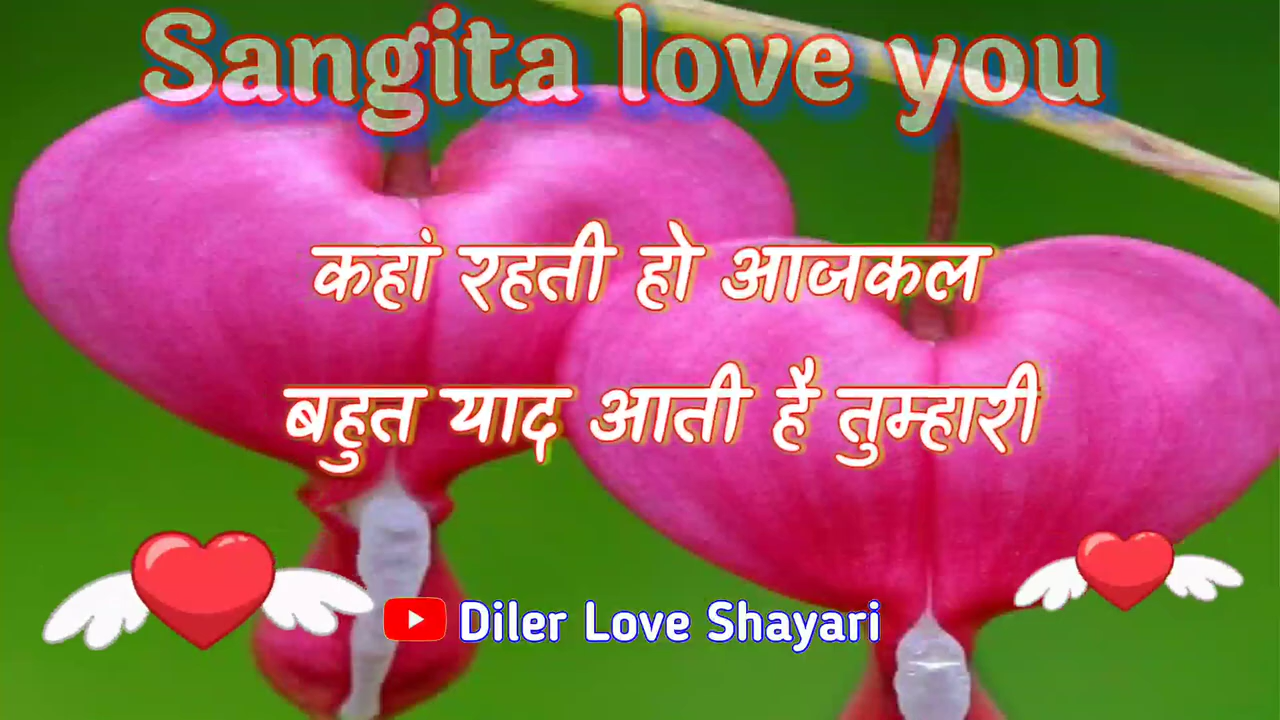 Sangita love you
कहां रहती हो आजकल
बहुत याद आती है तुम्हारी
Diler Love Shayari